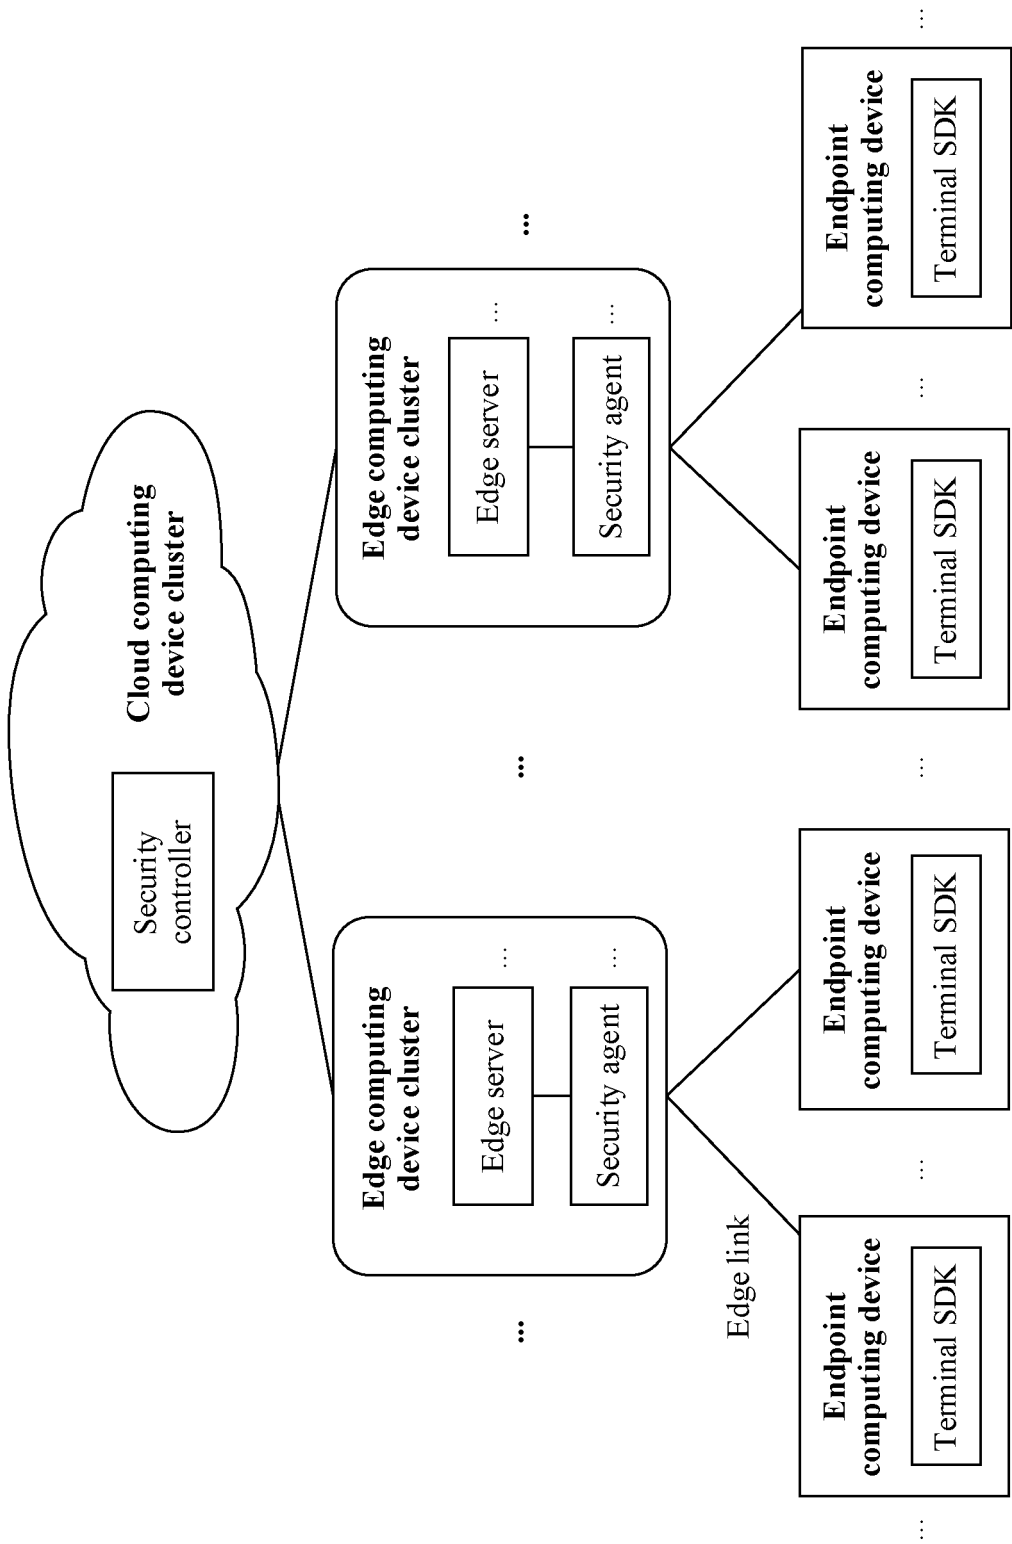 Cloud computing
device cluster
Security
controller
Edge computing
device cluster
Edge server
...
Security agent
...
Edge computing
device cluster
Edge server
...
Security agent
...
...
...
...
Edge link
...
Endpoint
computing device
Terminal SDK
...
Endpoint
computing device
Terminal SDK
...
Endpoint
computing device
Terminal SDK
...
Endpoint
computing device
Terminal SDK
...